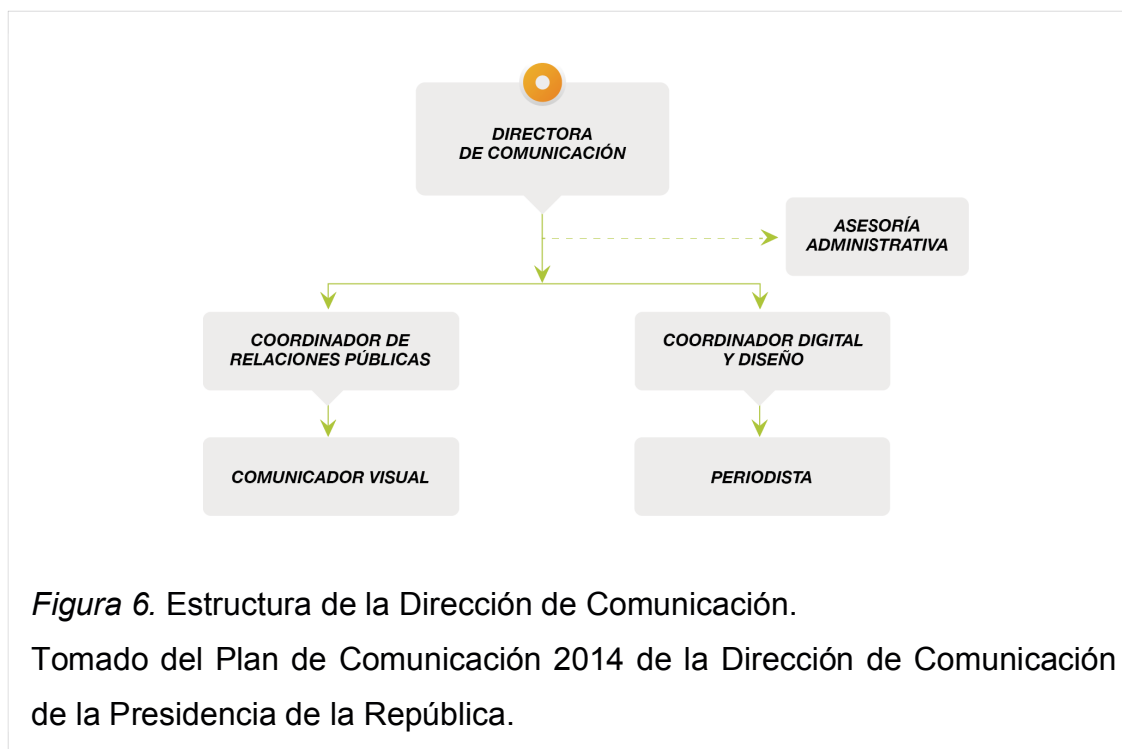 DIRECTORA
DE COMUNICACIÓN
ASESORÍA
ADMINISTRATIVA
COORDINADOR DE
RELACIONES PÚBLICAS
COORDINADOR DIGITAL
Y DISEÑO
COMUNICADOR VISUAL
PERIODISTA
Figura 6. Estructura de la Dirección de Comunicación.
Tomado del Plan de Comunicación 2014 de la Dirección de Comunicación
de la Presidencia de la República.